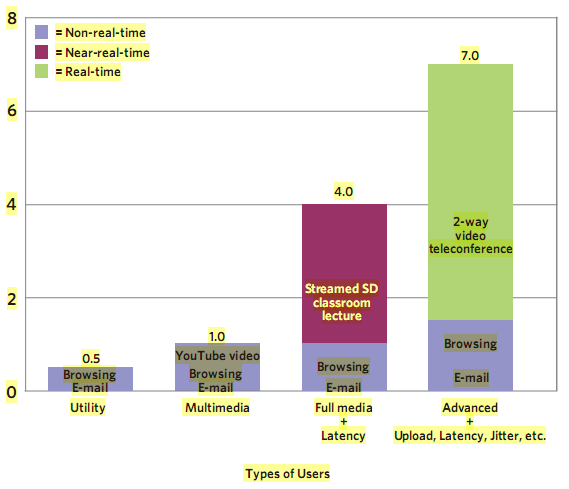 8
= Non-real-time
= Near-real-time
= Real-time
7.0
6
4
4.0
2-way
video
teleconference
Streamed SD
classroom
lecture
2
1.0
YouTube video
Browsing
E-mail
0.5
Browsing
E-mail
Browsing
E-mail
Browsing
E-mail
0
Utility
Multimedia
Full media
+
Latency
Advanced
+
Upload, Latency, Jitter, etc.
Types of Users